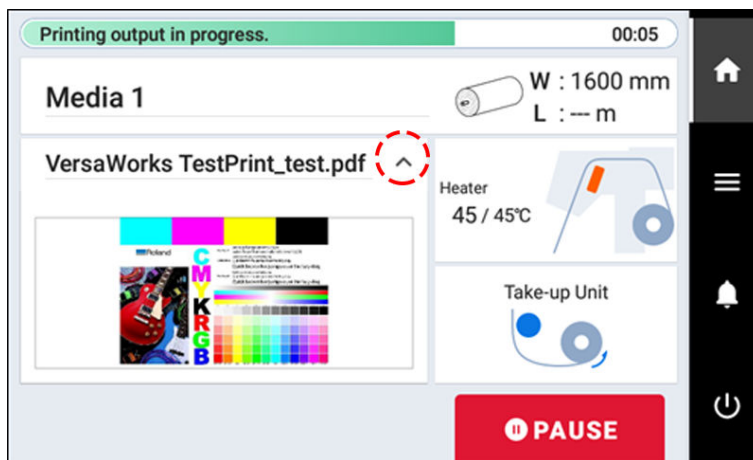 Printing output in progress. 00:05
Media 1
W : 1600 mm
L : --- m
VersaWorks TestPrint_test.pdf
Heater
45 / 45℃
Roland
C
M
Y
K
R
G
B
Take-up Unit
PAUSE